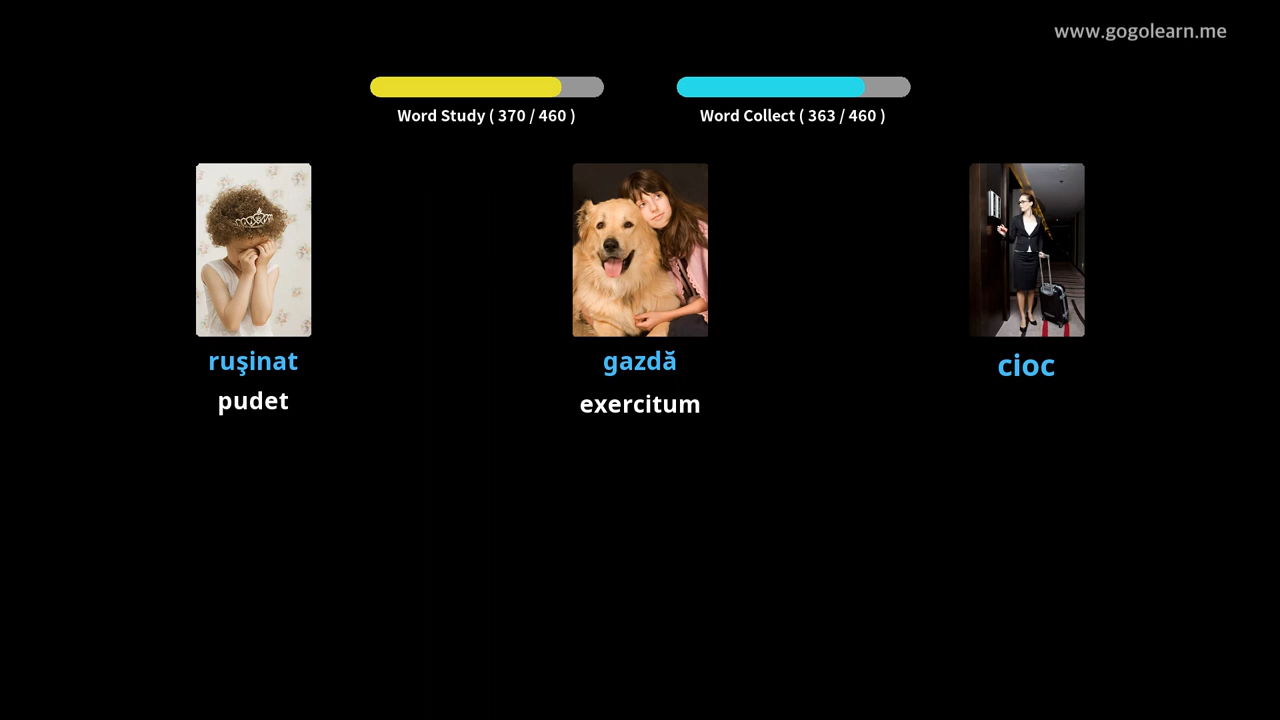 www.gogolearn.me
Word Study ( 370 / 460 )
Word Collect ( 363 / 460 )
ruşinat
gazdă
cioc
pudet
exercitum